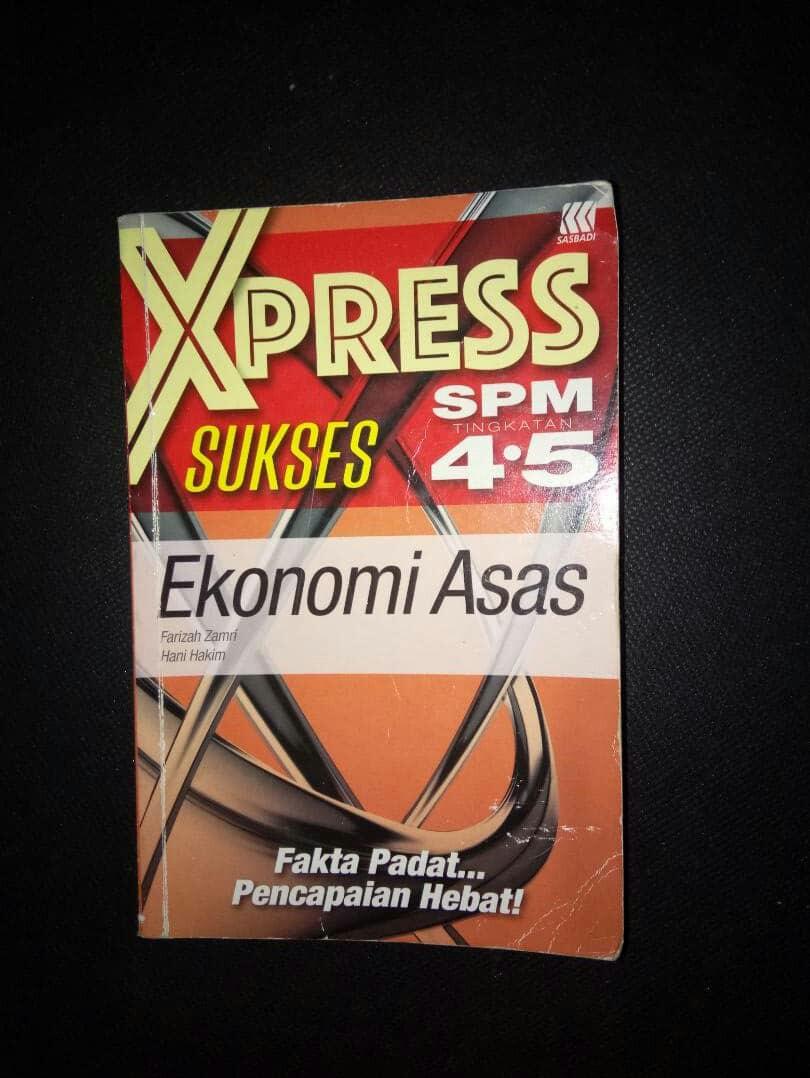 SASBADI
XPRESS
SUKSES
SPM
TINGKATAN
4•5
Ekonomi Asas
Farizah Zamri
Hani Hakim
Fakta Padat...
Pencapaian Hebat!